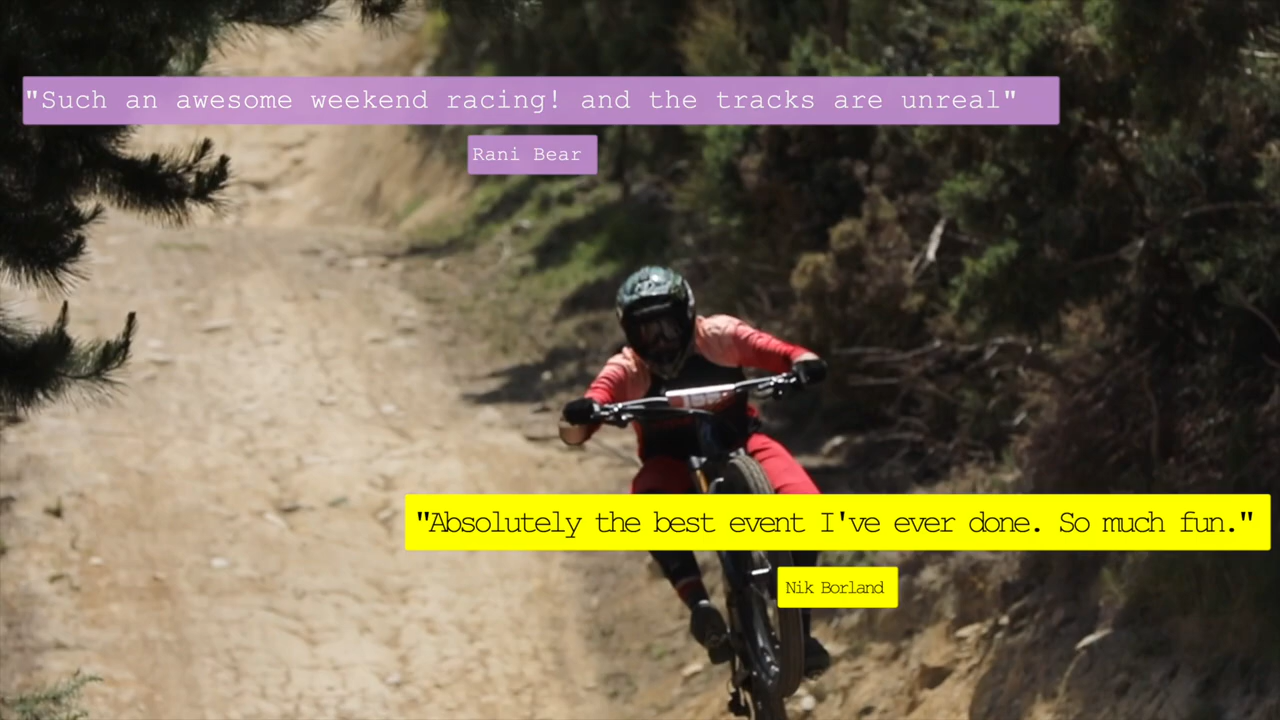 "Such an awesome weekend racing! and the tracks are unreal"
Rani Bear
"Absolutely the best event I've ever done. So much fun."
Nik Borland